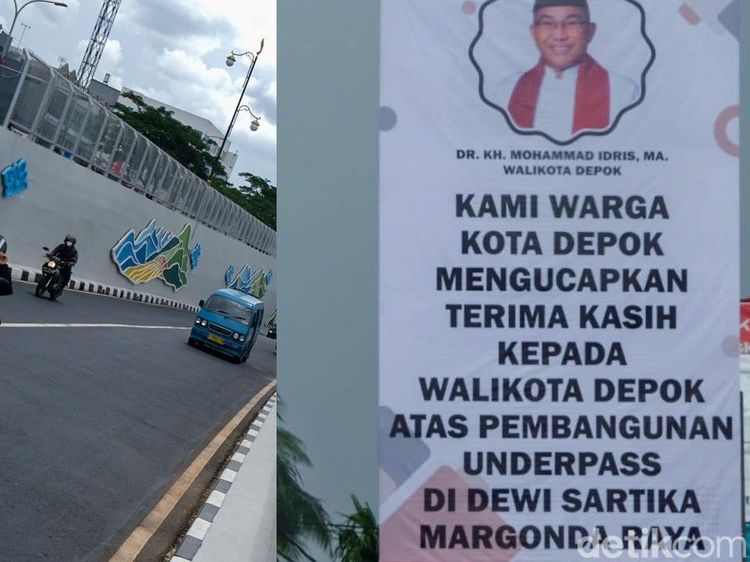 DR. KH. MOHAMMAD IDRIS, MA.
WALIKOTA DEPOK
KAMI WARGA
KOTA DEPOK
MENGUCAPKAN
TERIMA KASIH
KEPADA
WALIKOTA DEPOK
ATAS PEMBANGUNAN
UNDERPASS
DI DEWI SARTIKA
MARGONDA RAYA
detikcom